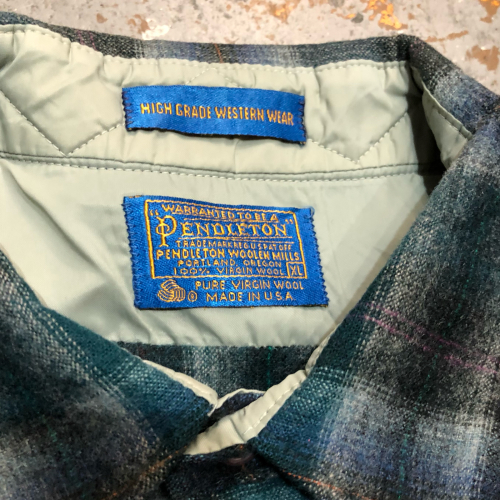 HIGH GRADE WESTERN WEAR
"WARRANTED TO BE A
PENDLETON"
TRADEMARK REG U.S. PAT OFF
PENDLETON WOOLEN MILLS
PORTLAND, OREGON
100% VIRGIN WOOL XL
PURE VIRGIN WOOL
® MADE IN U.S.A.